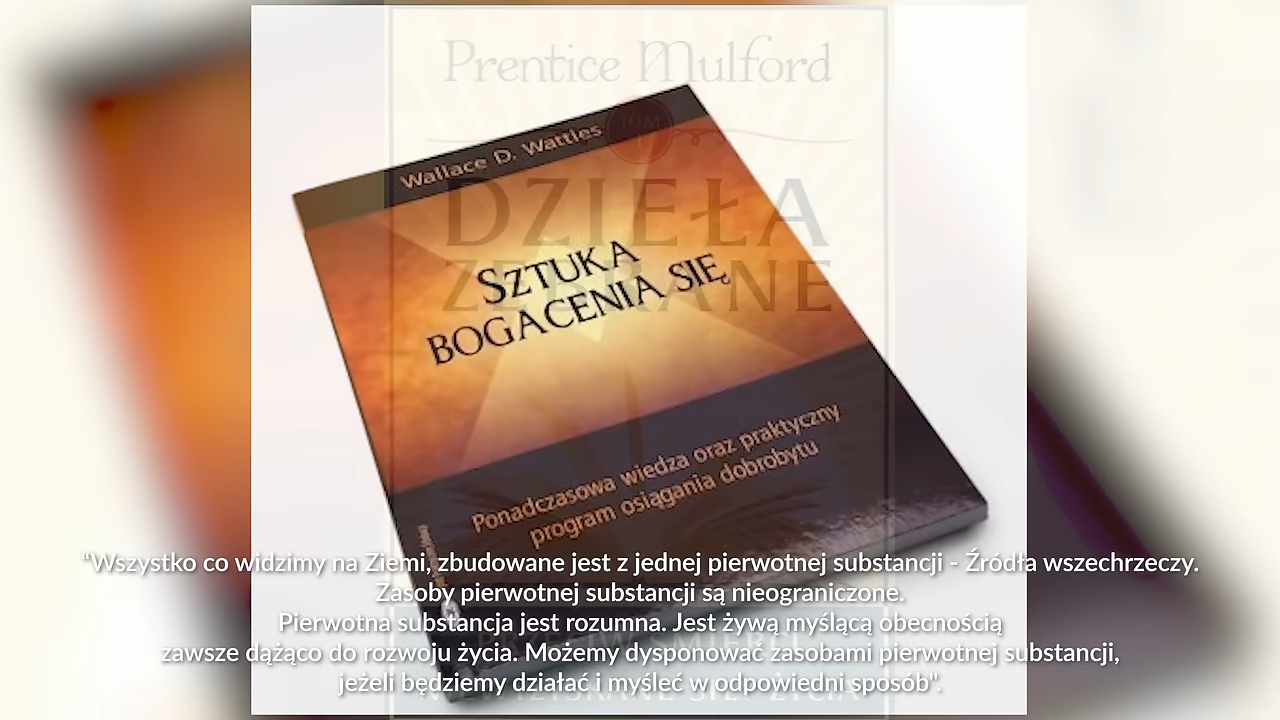 Prentice Mulford
TOM
Wallace D. Wattles
DZIEŁA
ZEBRANE
SZTUKA
BOGACENIA SIĘ
Ponadczasowa wiedza oraz praktyczny
program osiągania dobrobytu
“Wszystko co widzimy na Ziemi, zbudowane jest z jednej pierwotnej substancji - Źródła wszechrzeczy.
Zasoby pierwotnej substancji są nieograniczone.
Pierwotna substancja jest rozumna. Jest żywą myślącą obecnością
zawsze dążąco do rozwoju życia. Możemy dysponować zasobami pierwotnej substancji,
jeżeli będziemy działać i myśleć w odpowiedni sposób".